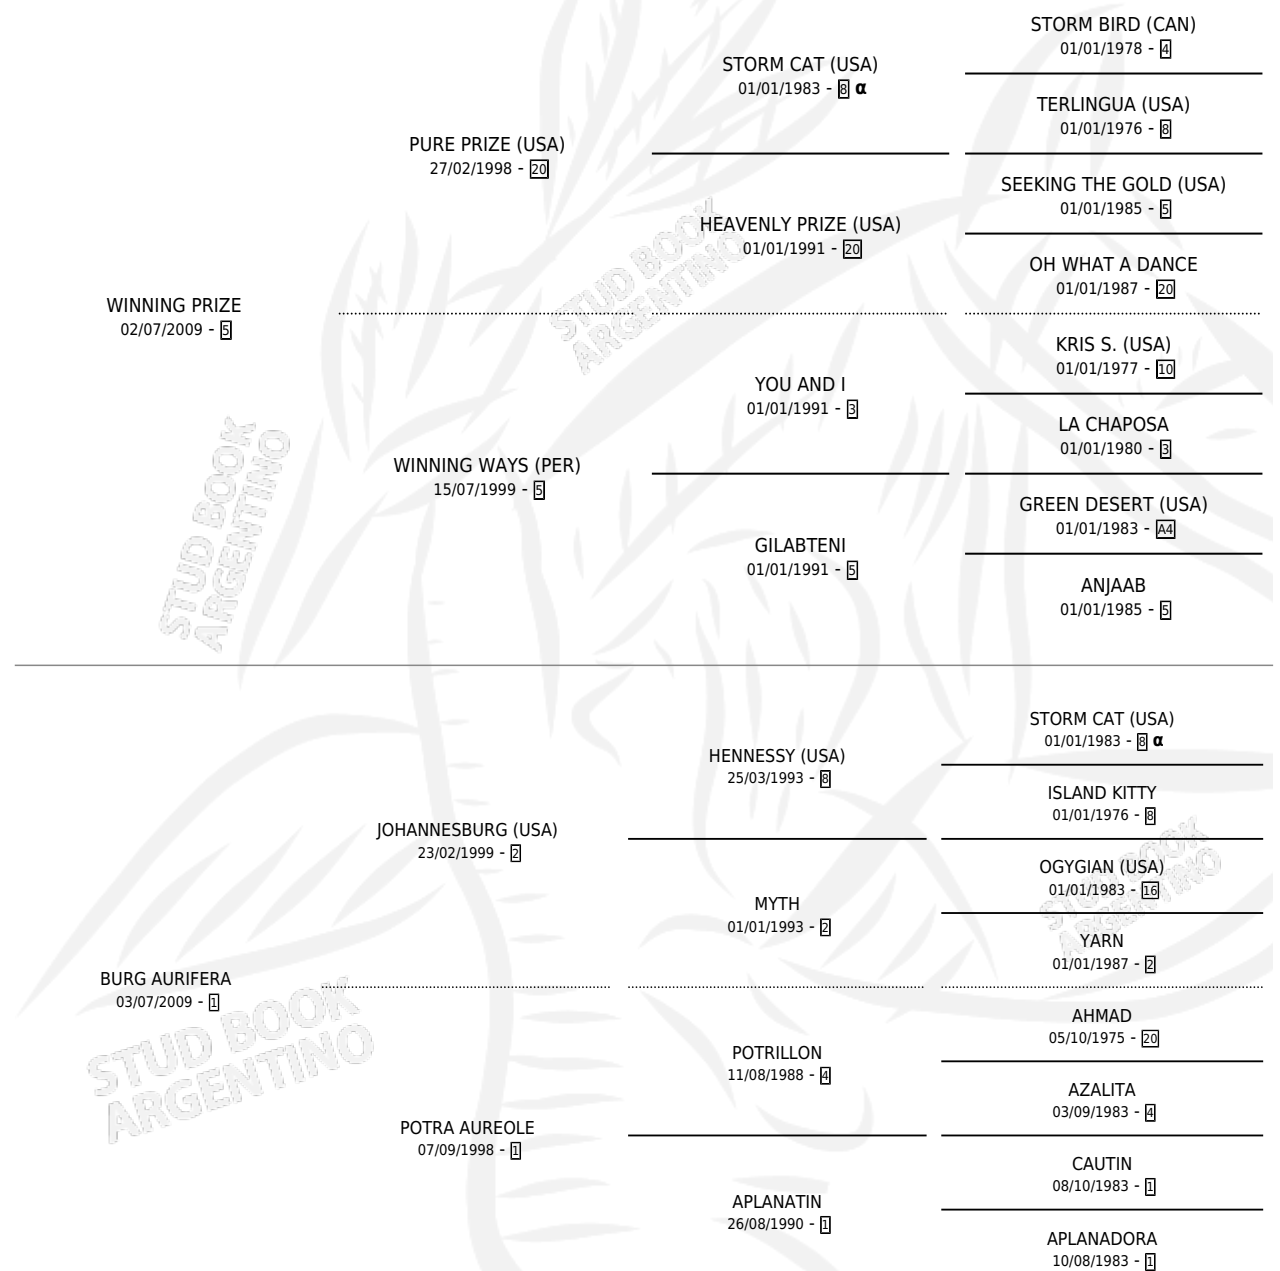 STORM BIRD (CAN)
01/01/1978 - 4
STORM CAT (USA)
01/01/1983 - 8 α
TERLINGUA (USA)
01/01/1976 - 8
PURE PRIZE (USA)
27/02/1998 - 20
SEEKING THE GOLD (USA)
01/01/1985 - 5
HEAVENLY PRIZE (USA)
01/01/1991 - 20
OH WHAT A DANCE
01/01/1987 - 20
WINNING PRIZE
02/07/2009 - 5
KRIS S. (USA)
01/01/1977 - 10
YOU AND I
01/01/1991 - 3
LA CHAPOSA
01/01/1980 - 3
WINNING WAYS (PER)
15/07/1999 - 5
GREEN DESERT (USA)
01/01/1983 - A4
GILABTENI
01/01/1991 - 5
ANJAAB
01/01/1985 - 5
STUD BOOK
ARGENTINO
STUD BOOK
ARGENTINO
STORM CAT (USA)
01/01/1983 - 8 α
HENNESSY (USA)
25/03/1993 - 8
ISLAND KITTY
01/01/1976 - 8
JOHANNESBURG (USA)
23/02/1999 - 2
OGYGIAN (USA)
01/01/1983 - 16
MYTH
01/01/1993 - 2
YARN
01/01/1987 - 2
BURG AURIFERA
03/07/2009 - 1
AHMAD
05/10/1975 - 20
POTRILLON
11/08/1988 - 4
AZALITA
03/09/1983 - 4
POTRA AUREOLE
07/09/1998 - 1
CAUTIN
08/10/1983 - 1
APLANATIN
26/08/1990 - 1
APLANADORA
10/08/1983 - 1
STUD BOOK
ARGENTINO
STUD BOOK
ARGENTINO